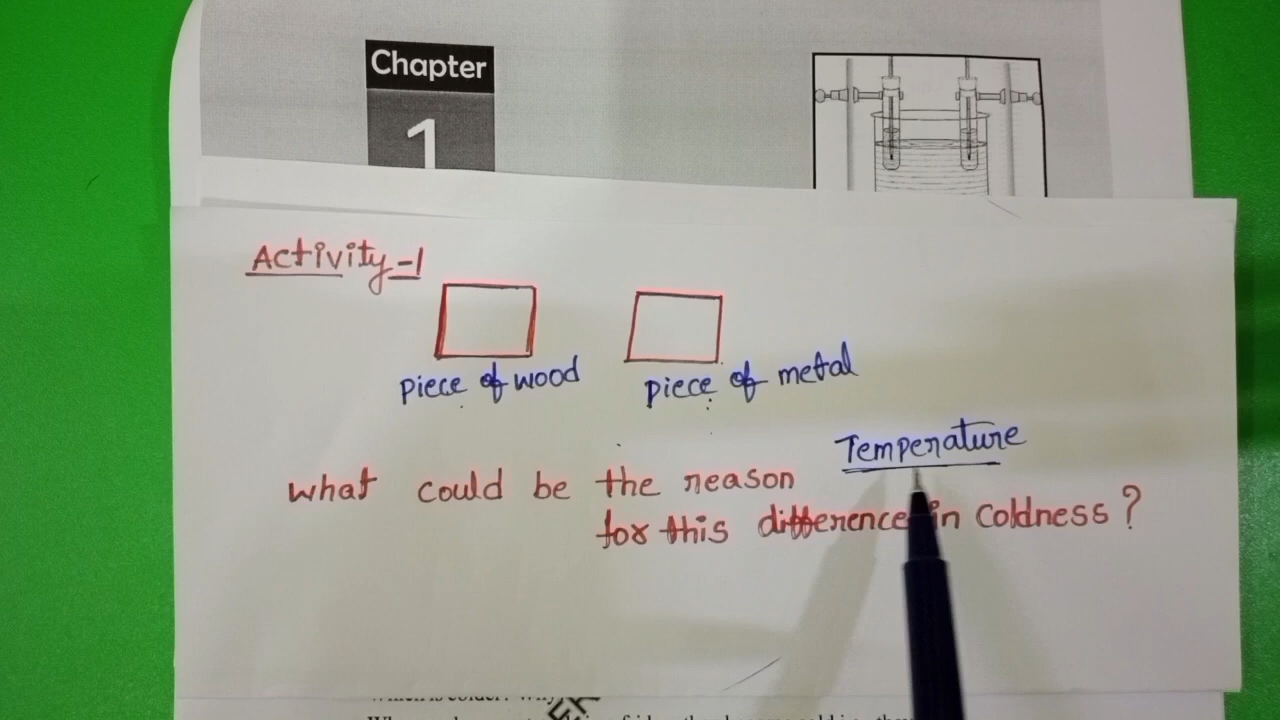 Chapter
1
Activity-1
piece of wood
piece of metal
Temperature
what could be the reason
for this difference in coldness?